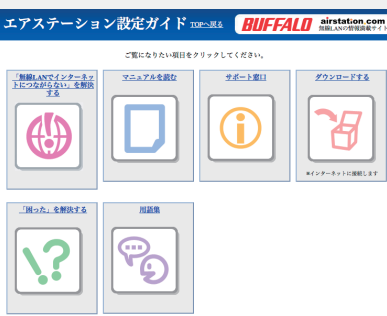 エアステーション設定ガイド TOPへ戻る
BUFFALO
airstation.com
無線LANの情報満載サイト
ご覧になりたい項目をクリックしてください。
「無線LANでインターネッ
トにつながらない」を解決
する
マニュアルを読む
サポート窓口
ダウンロードする
※インターネットに接続します
「困った」を解決する
用語集